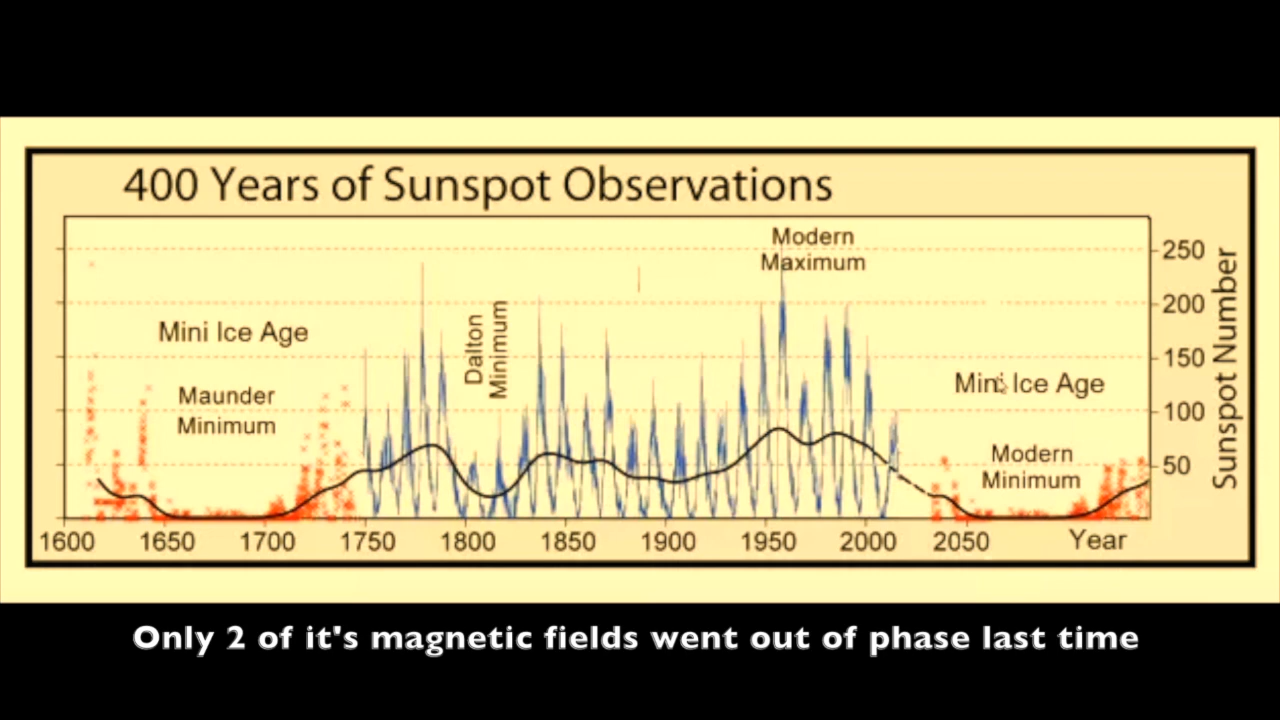 400 Years of Sunspot Observations
Modern
Maximum
Mini Ice Age
Maunder
Minimum
Dalton
Minimum
Mini Ice Age
Modern
Minimum
250
200
150
100
50
Sunspot Number
1600 1650 1700 1750 1800 1850 1900 1950 2000 2050 Year
Only 2 of it's magnetic fields went out of phase last time